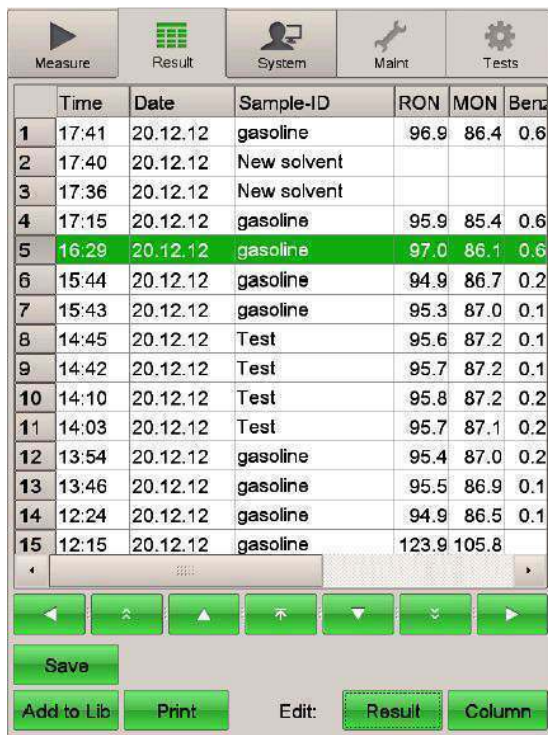 Measure Result System Maint Tests
Time Date Sample-ID RON MON Benz
1 17:41 20.12.12 gasoline 96.9 86.4 0.6
2 17:40 20.12.12 New solvent
3 17:36 20.12.12 New solvent
4 17:15 20.12.12 gasoline 95.9 85.4 0.6
5 16:29 20.12.12 gasoline 97.0 86.1 0.6
6 15:44 20.12.12 gasoline 94.9 86.7 0.2
7 15:43 20.12.12 gasoline 95.3 87.0 0.1
8 14:45 20.12.12 Test 95.6 87.2 0.1
9 14:42 20.12.12 Test 95.7 87.2 0.1
10 14:10 20.12.12 Test 95.8 87.2 0.2
11 14:03 20.12.12 Test 95.7 87.1 0.2
12 13:54 20.12.12 gasoline 95.4 87.0 0.2
13 13:46 20.12.12 gasoline 95.5 86.9 0.1
14 12:24 20.12.12 gasoline 94.9 86.5 0.1
15 12:15 20.12.12 gasoline 123.9 105.8
Save
Add to Lib Print Edit: Result Column